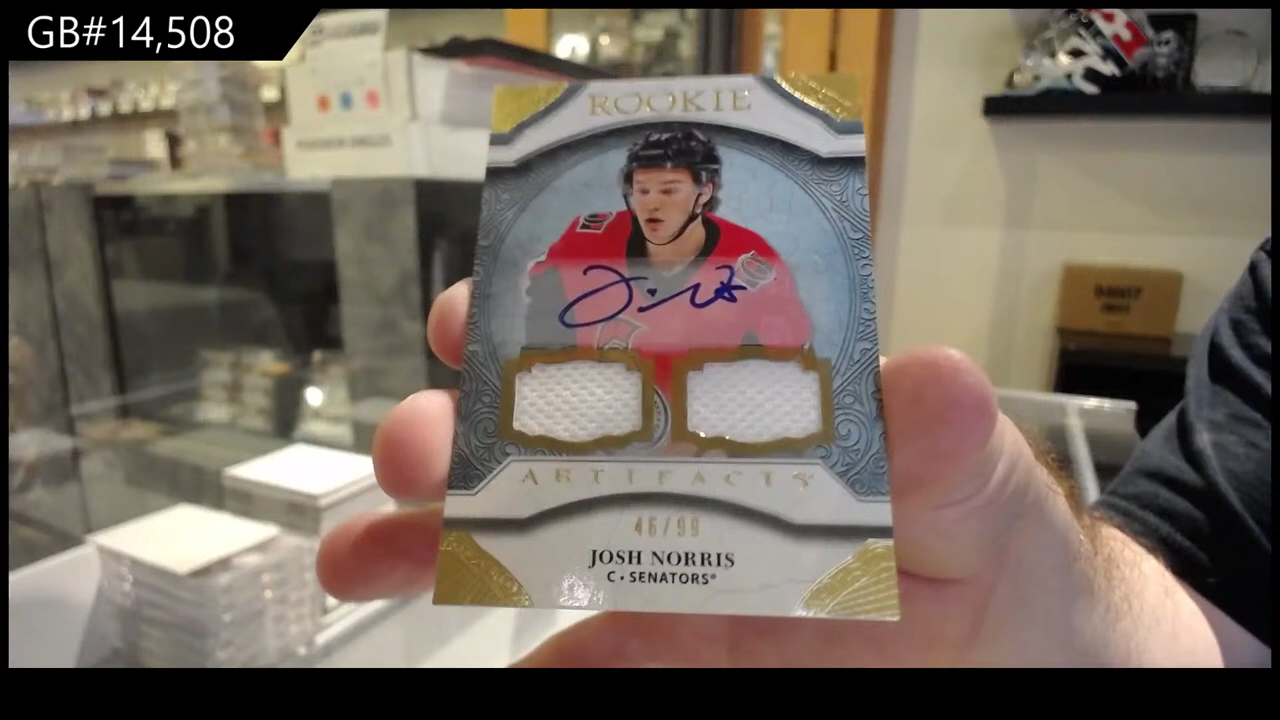 GB#14,508
ROOKIE
ARTIFACTS
46/99
JOSH NORRIS
C • SENATORS®